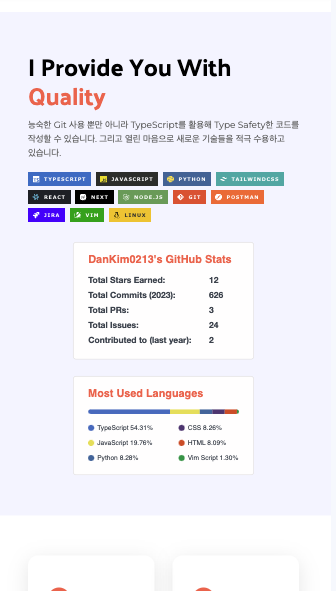 I Provide You With
Quality
능숙한 Git 사용 뿐만 아니라 TypeScript를 활용해 Type Safety한 코드를
작성할 수 있습니다. 그리고 열린 마음으로 새로운 기술들을 적극 수용하고
있습니다.
TYPESCRIPT JAVASCRIPT PYTHON TAILWINDCSS
REACT NEXT NODE.JS GIT POSTMAN
JIRA VIM LINUX
DanKim0213's GitHub Stats
Total Stars Earned: 12
Total Commits (2023): 626
Total PRs: 3
Total Issues: 24
Contributed to (last year): 2
Most Used Languages
TypeScript 54.31% CSS 8.26%
JavaScript 19.76% HTML 8.09%
Python 8.28% Vim Script 1.30%